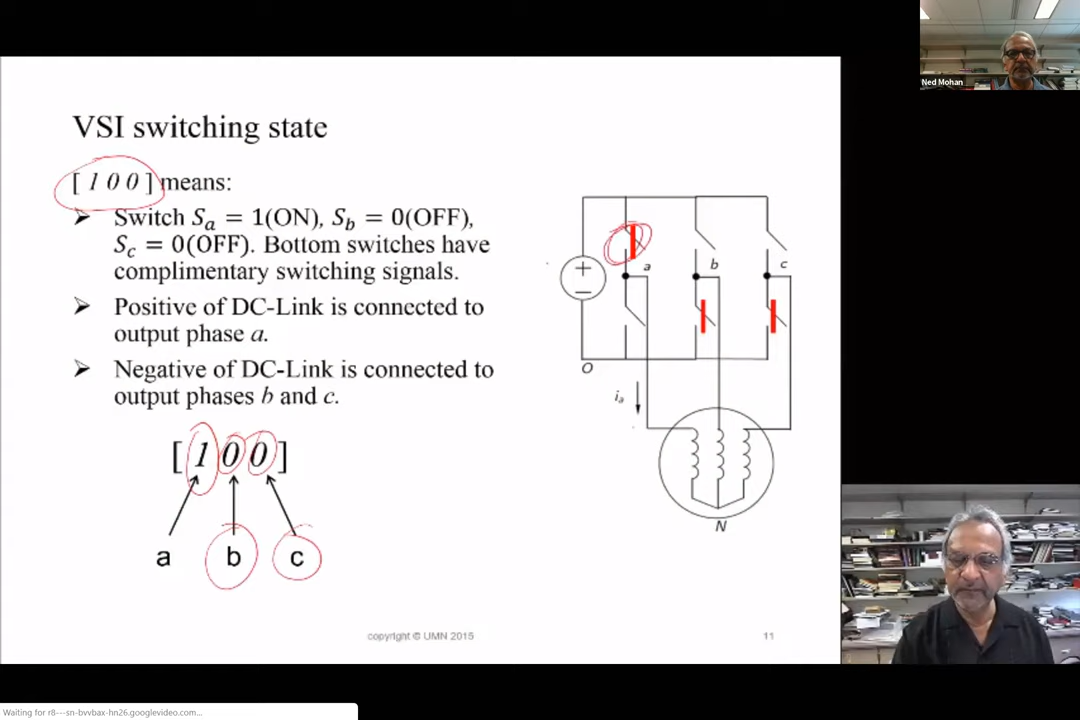 Ned Mohan
VSI switching state
[ 1 0 0 ] means:
➢ Switch Sₐ = 1(ON), S_b = 0(OFF),
S_c = 0(OFF). Bottom switches have
complimentary switching signals.
➢ Positive of DC-Link is connected to
output phase a.
➢ Negative of DC-Link is connected to
output phases b and c.
[ 1 0 0 ]
a b c
+
a b c
−
O
iₐ
N
copyright © UMN 2015
11
Waiting for r8---sn-bvvbax-hn26.googlevideo.com...